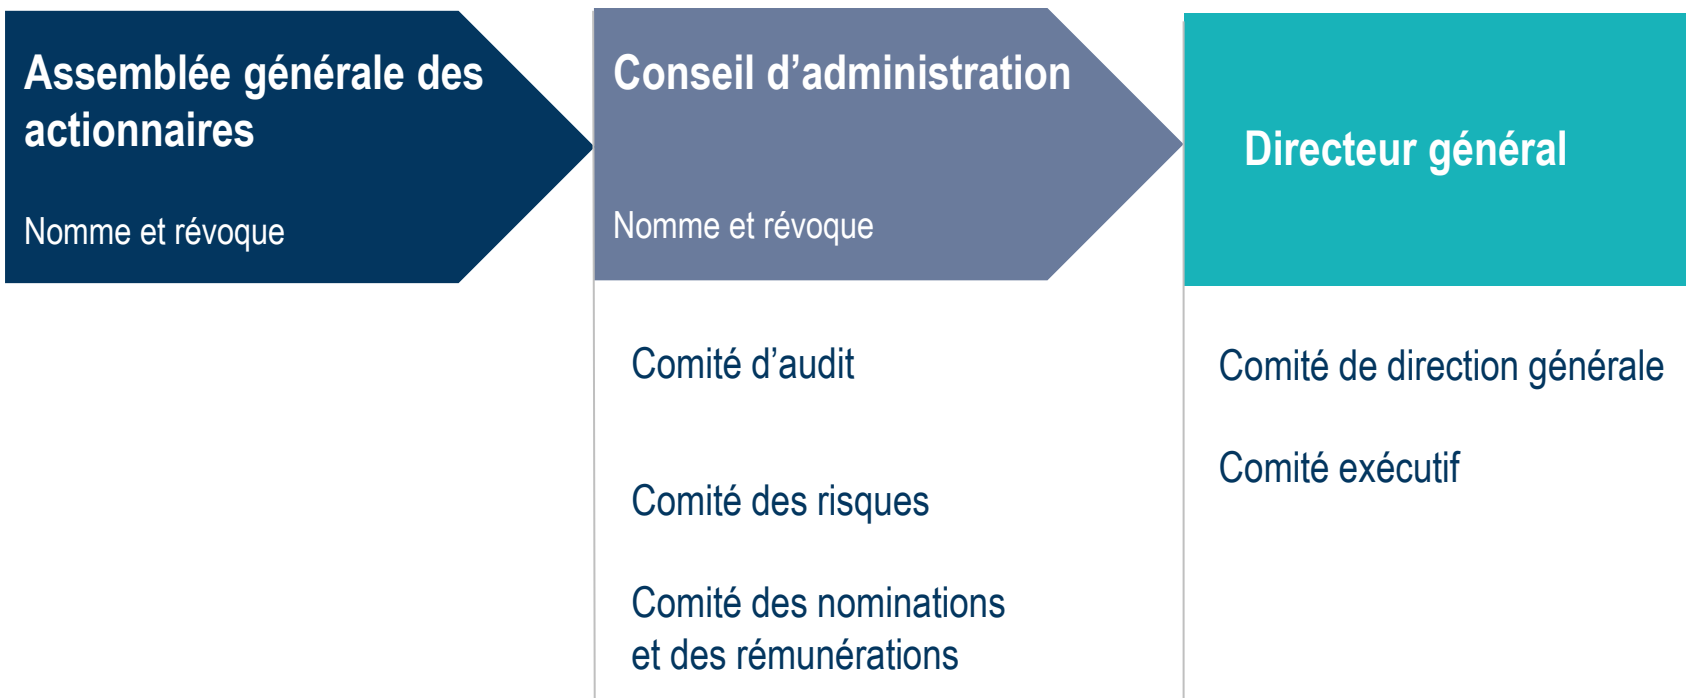 Assemblée générale des
actionnaires
Nomme et révoque
Conseil d’administration
Nomme et révoque
Comité d’audit
Comité des risques
Comité des nominations
et des rémunérations
Directeur général
Comité de direction générale
Comité exécutif